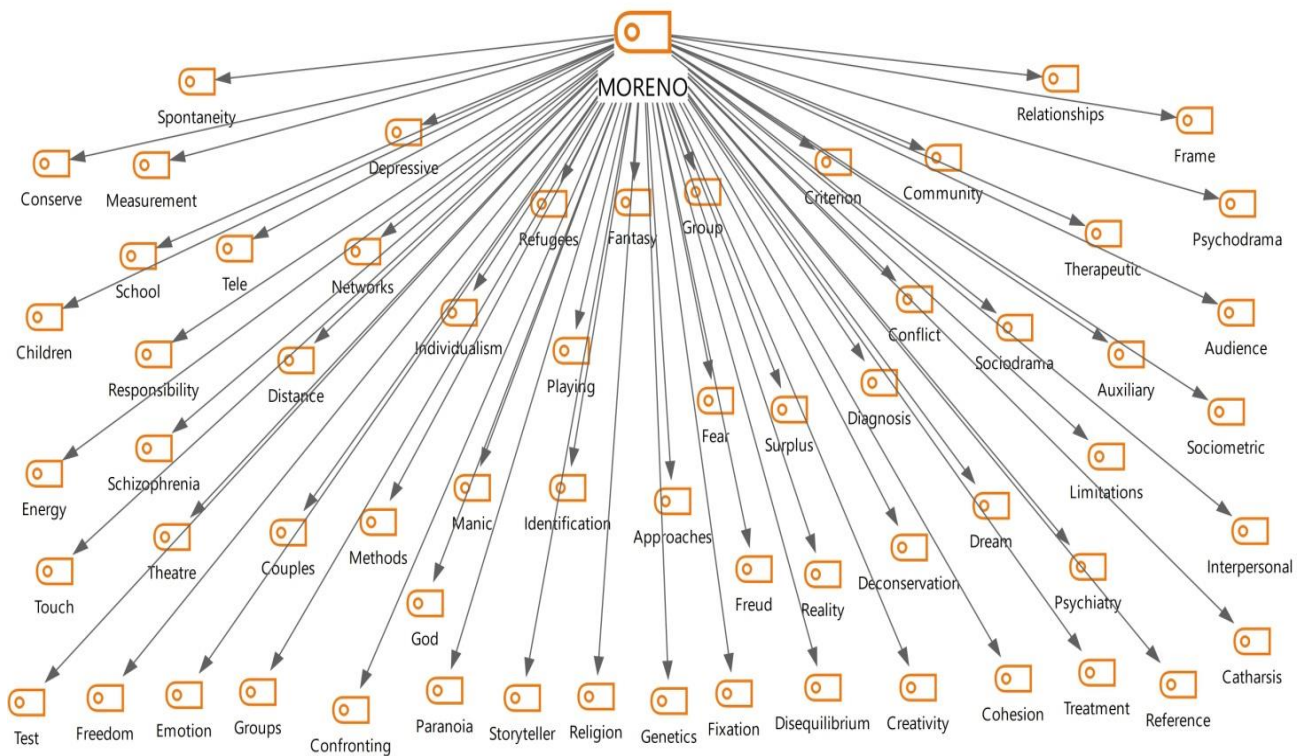 MORENO
Spontaneity
Relationships
Frame
Depressive
Conserve
Measurement
Criterion
Community
Refugees
Fantasy
Group
Psychodrama
School
Tele
Networks
Therapeutic
Children
Individualism
Conflict
Sociodrama
Audience
Responsibility
Distance
Playing
Auxiliary
Diagnosis
Fear
Surplus
Sociometric
Schizophrenia
Limitations
Energy
Manic
Identification
Approaches
Methods
Dream
Theatre
Couples
Deconservation
Interpersonal
Touch
Freud
Reality
Psychiatry
God
Catharsis
Test
Freedom
Emotion
Groups
Confronting
Paranoia
Storyteller
Religion
Genetics
Fixation
Disequilibrium
Creativity
Cohesion
Treatment
Reference